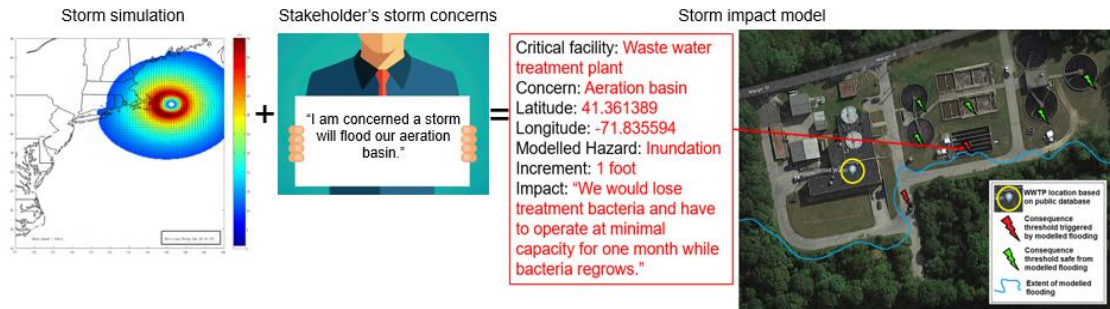 Storm simulation
Stakeholder's storm concerns
Storm impact model
+
“I am concerned a storm
will flood our aeration
basin.”
=
Critical facility: Waste water
treatment plant
Concern: Aeration basin
Latitude: 41.361389
Longitude: -71.835594
Modelled Hazard: Inundation
Increment: 1 foot
Impact: “We would lose
treatment bacteria and have
to operate at minimal
capacity for one month while
bacteria regrows.”
WWTP location based
on public database
Consequence
threshold triggered
by modelled flooding
Consequence
threshold safe from
modelled flooding
Extent of modelled
flooding